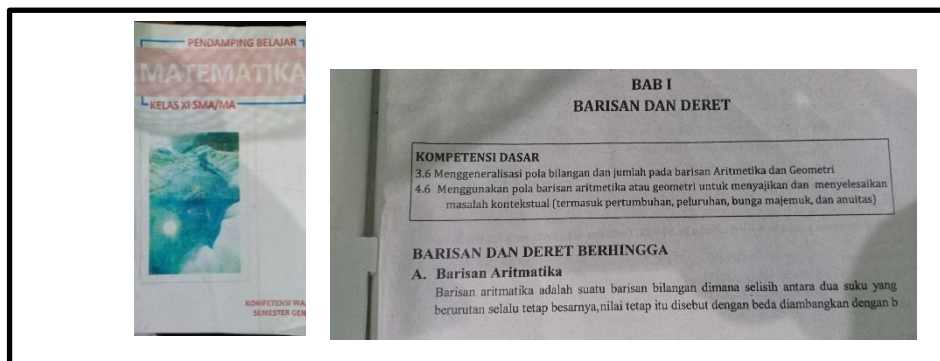 PENDAMPING BELAJAR
MATEMATIKA
KELAS XI SMA/MA
KOMPETENSI WA
SEMESTER GEN
BAB I
BARISAN DAN DERET
KOMPETENSI DASAR
3.6 Menggeneralisasi pola bilangan dan jumlah pada barisan Aritmetika dan Geometri
4.6 Menggunakan pola barisan aritmetika atau geometri untuk menyajikan dan menyelesaikan
masalah kontekstual (termasuk pertumbuhan, peluruhan, bunga majemuk, dan anuitas)
BARISAN DAN DERET BERHINGGA
A. Barisan Aritmatika
Barisan aritmatika adalah suatu barisan bilangan dimana selisih antara dua suku yang
berurutan selalu tetap besarnya,nilai tetap itu disebut dengan beda diambangkan dengan b